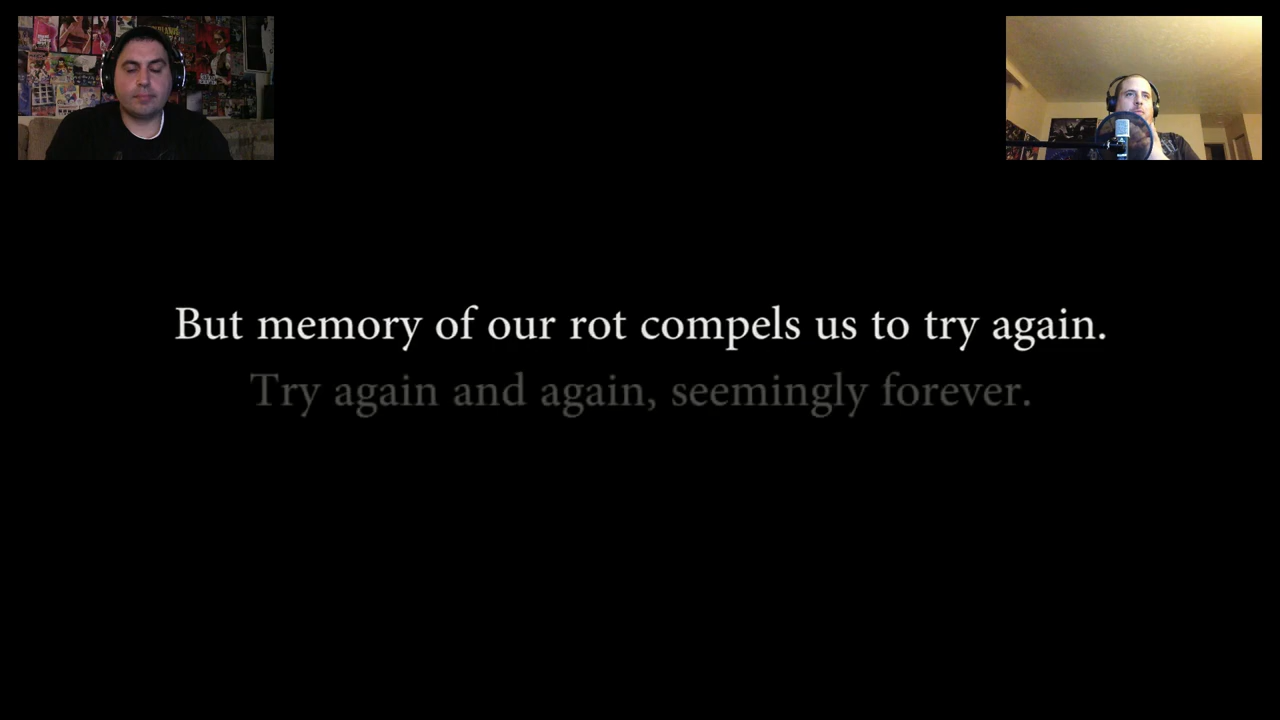 But memory of our rot compels us to try again.
Try again and again, seemingly forever.